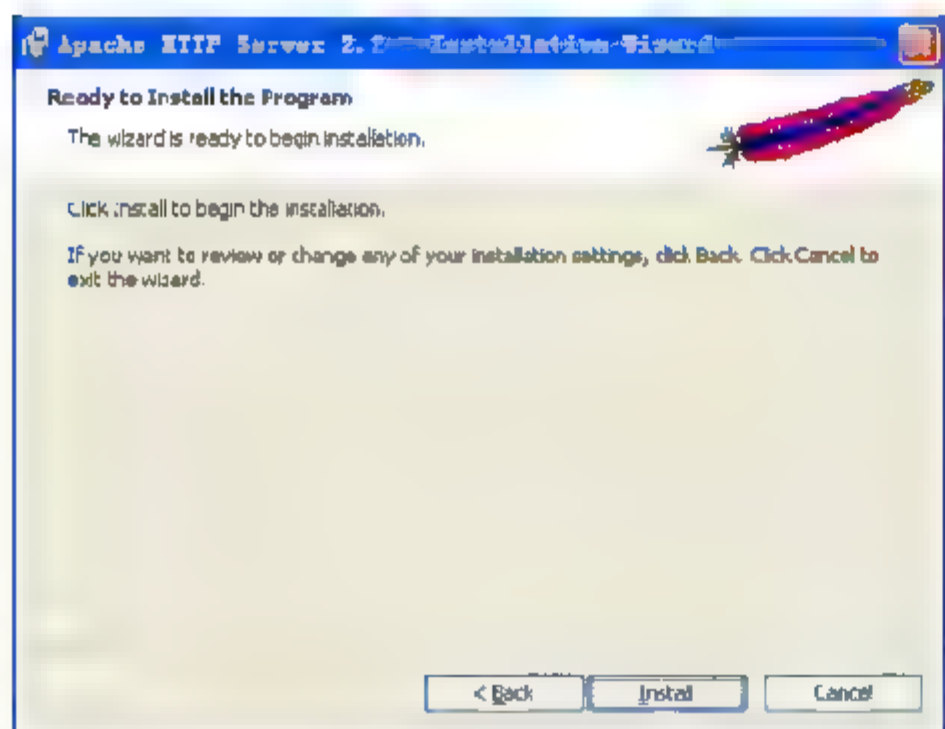 Apache HTTP Server 2. Installation Wizard
Ready to Install the Program
The wizard is ready to begin installation.
Click Install to begin the installation.
If you want to review or change any of your installation settings, click Back. Click Cancel to
exit the wizard.
< Back Install Cancel